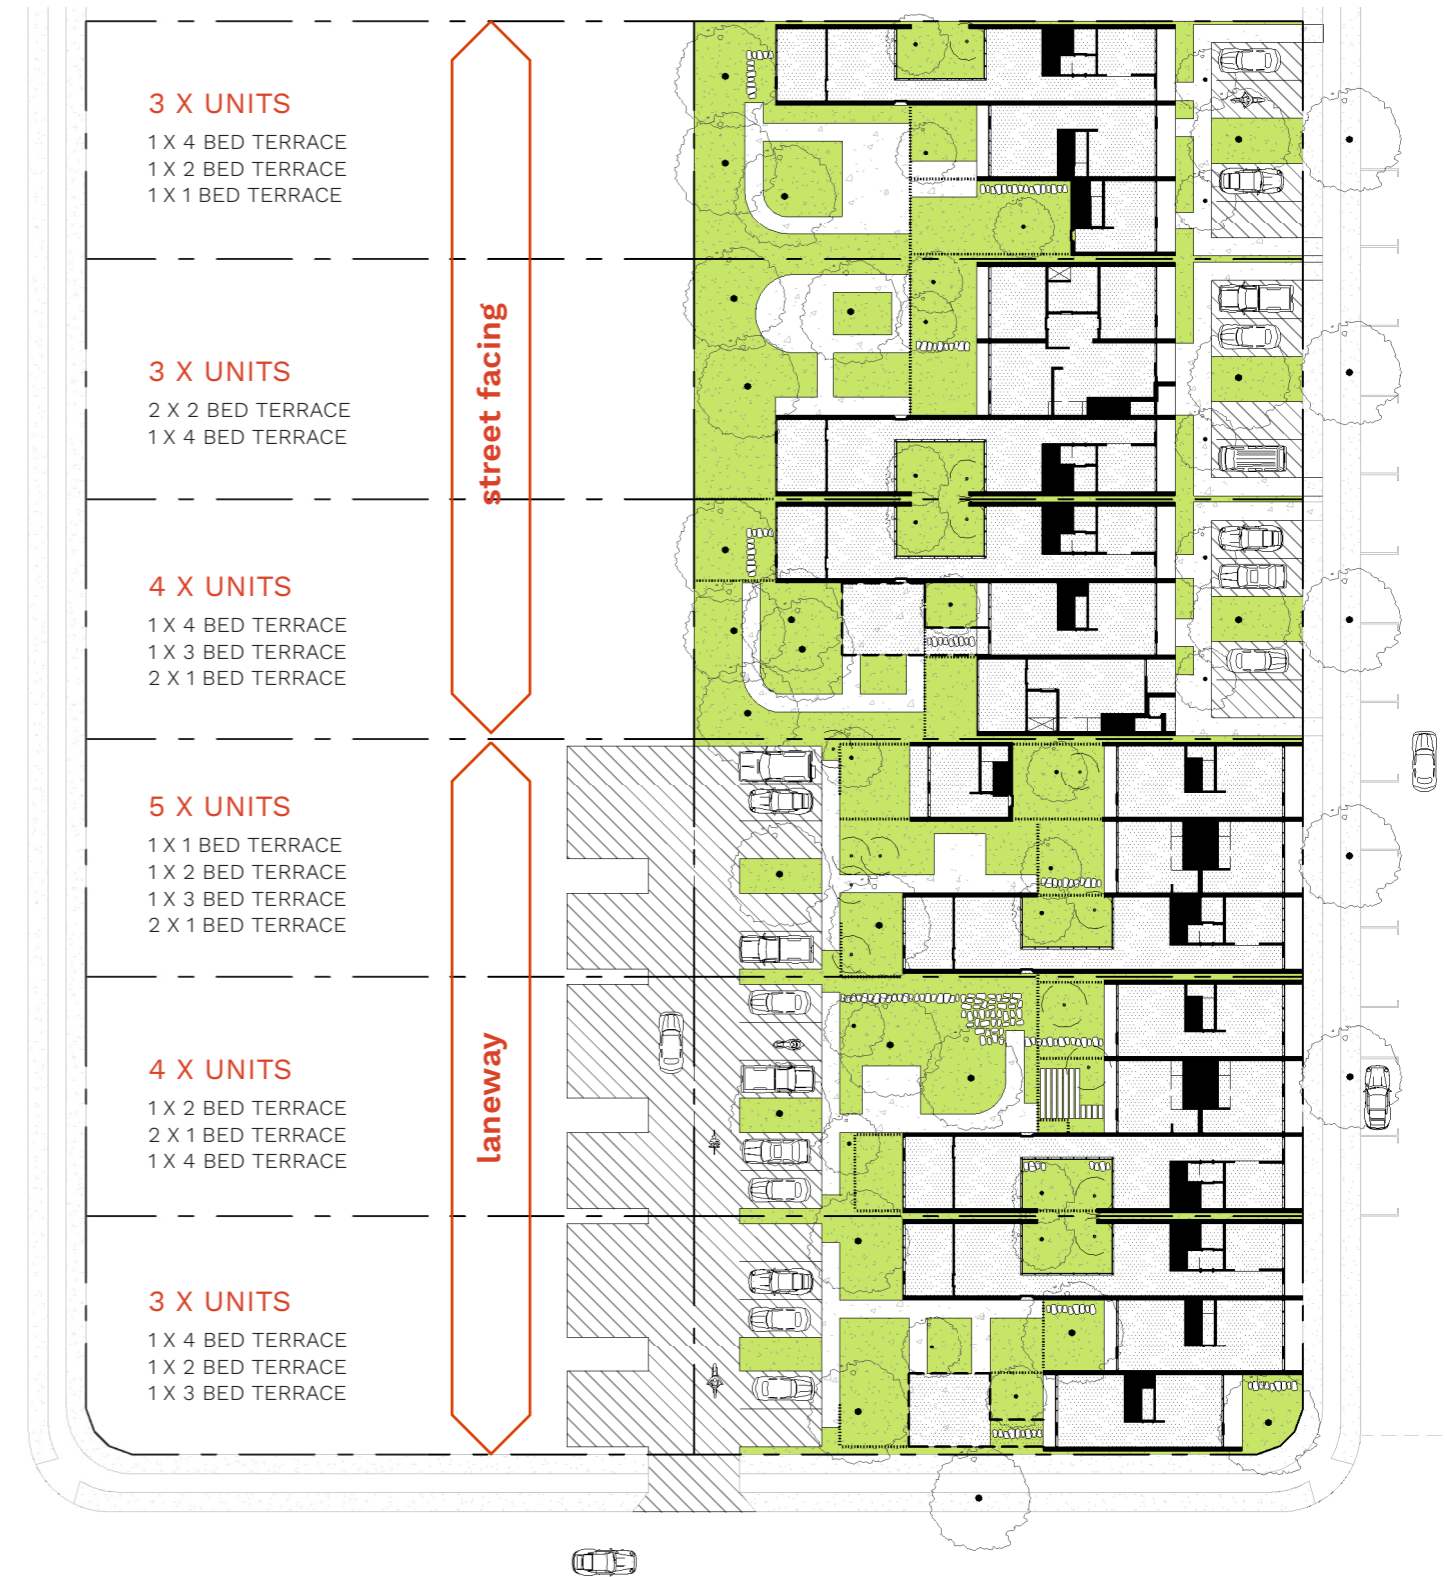 3 X UNITS
1 X 4 BED TERRACE
1 X 2 BED TERRACE
1 X 1 BED TERRACE
street facing
3 X UNITS
2 X 2 BED TERRACE
1 X 4 BED TERRACE
4 X UNITS
1 X 4 BED TERRACE
1 X 3 BED TERRACE
2 X 1 BED TERRACE
5 X UNITS
1 X 1 BED TERRACE
1 X 2 BED TERRACE
1 X 3 BED TERRACE
2 X 1 BED TERRACE
laneway
4 X UNITS
1 X 2 BED TERRACE
2 X 1 BED TERRACE
1 X 4 BED TERRACE
3 X UNITS
1 X 4 BED TERRACE
1 X 2 BED TERRACE
1 X 3 BED TERRACE